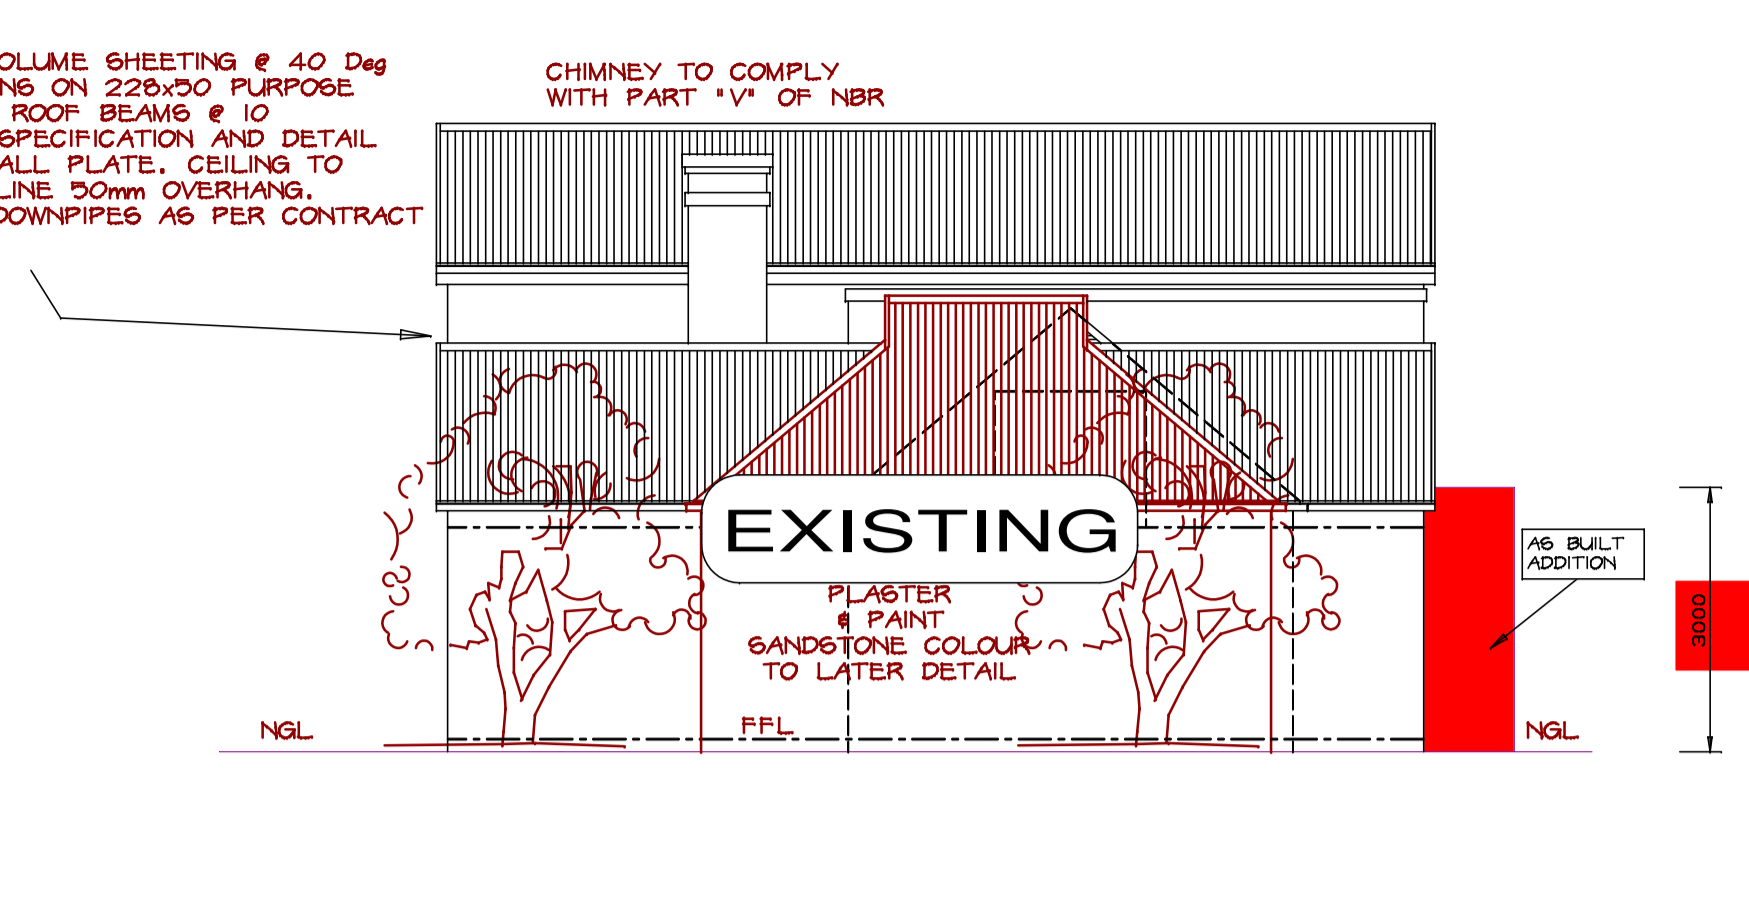 OLUME SHEETING @ 40 Deg
NS ON 228x50 PURPOSE
ROOF BEAMS @ 10
SPECIFICATION AND DETAIL
ALL PLATE. CEILING TO
LINE 50mm OVERHANG.
DOWNPIPES AS PER CONTRACT
CHIMNEY TO COMPLY
WITH PART "V" OF NBR
EXISTING
PLASTER
& PAINT
SANDSTONE COLOUR
TO LATER DETAIL
AS BUILT
ADDITION
3000
NGL
FFL
NGL